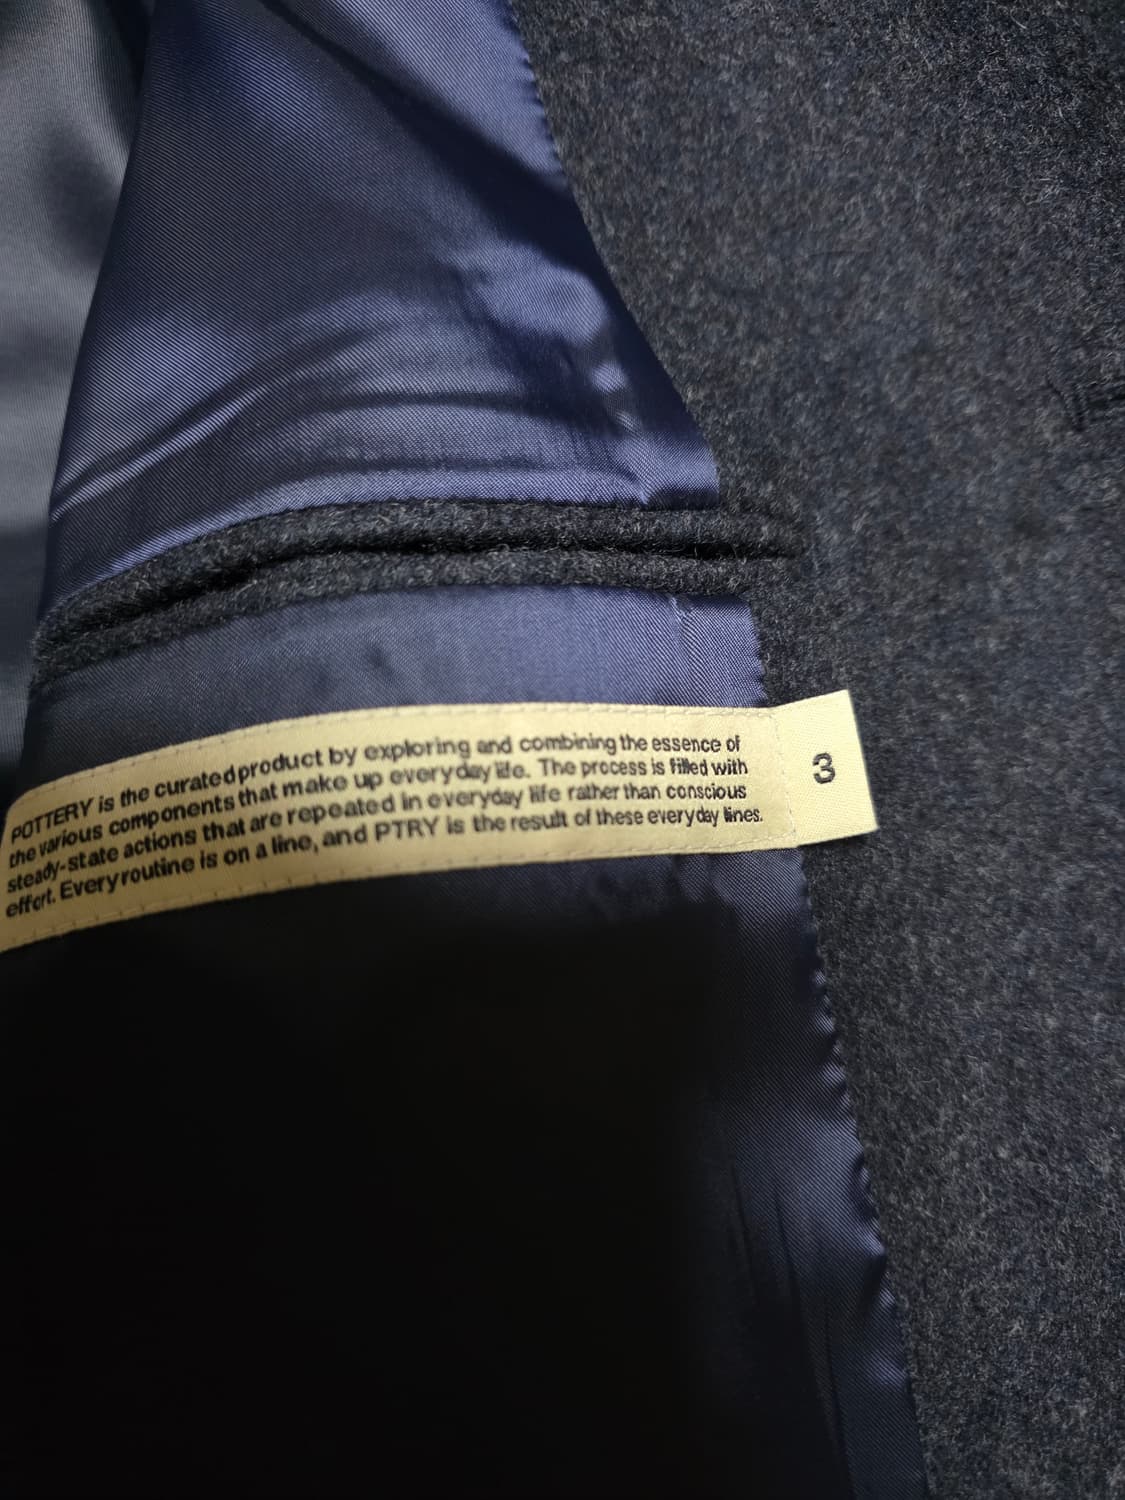 POTTERY is the curated product by exploring and combining the essence of
the various components that make up everyday life. The process is filled with
steady-state actions that are repeated in everyday life rather than conscious
effort. Every routine is on a line, and PTRY is the result of these everyday lines.
3